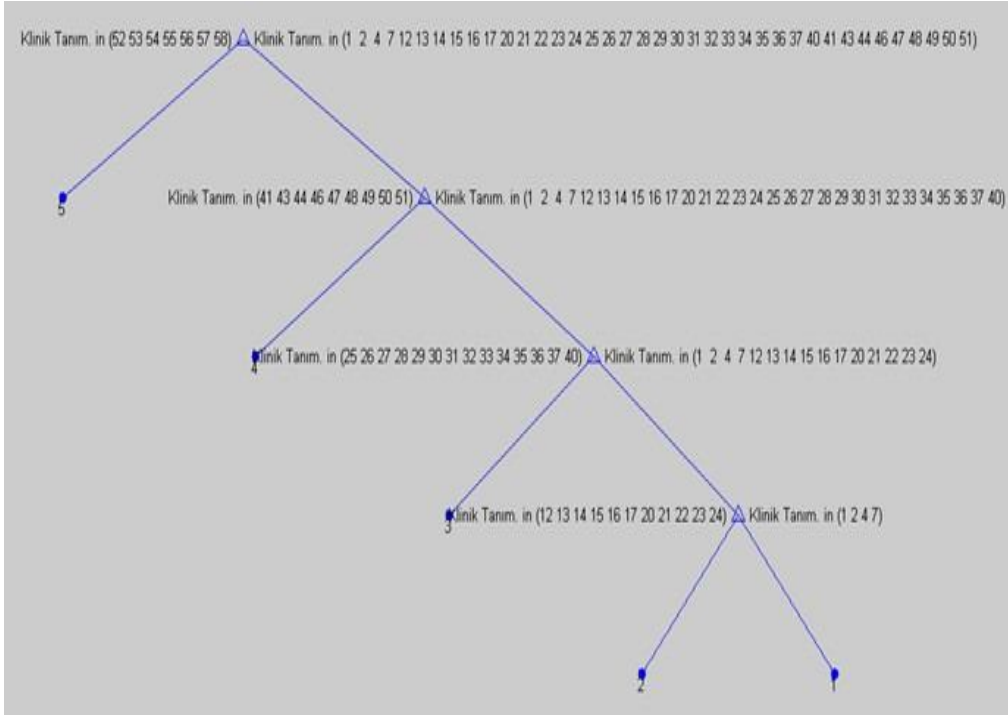 Klinik Tanım. in (52 53 54 55 56 57 58) Klinik Tanım. in (1 2 4 7 12 13 14 15 16 17 20 21 22 23 24 25 26 27 28 29 30 31 32 33 34 35 36 37 40 41 43 44 46 47 48 49 50 51)
5
Klinik Tanım. in (41 43 44 46 47 48 49 50 51) Klinik Tanım. in (1 2 4 7 12 13 14 15 16 17 20 21 22 23 24 25 26 27 28 29 30 31 32 33 34 35 36 37 40)
4
Klinik Tanım. in (25 26 27 28 29 30 31 32 33 34 35 36 37 40) Klinik Tanım. in (1 2 4 7 12 13 14 15 16 17 20 21 22 23 24)
3
Klinik Tanım. in (12 13 14 15 16 17 20 21 22 23 24) Klinik Tanım. in (1 2 4 7)
2
1